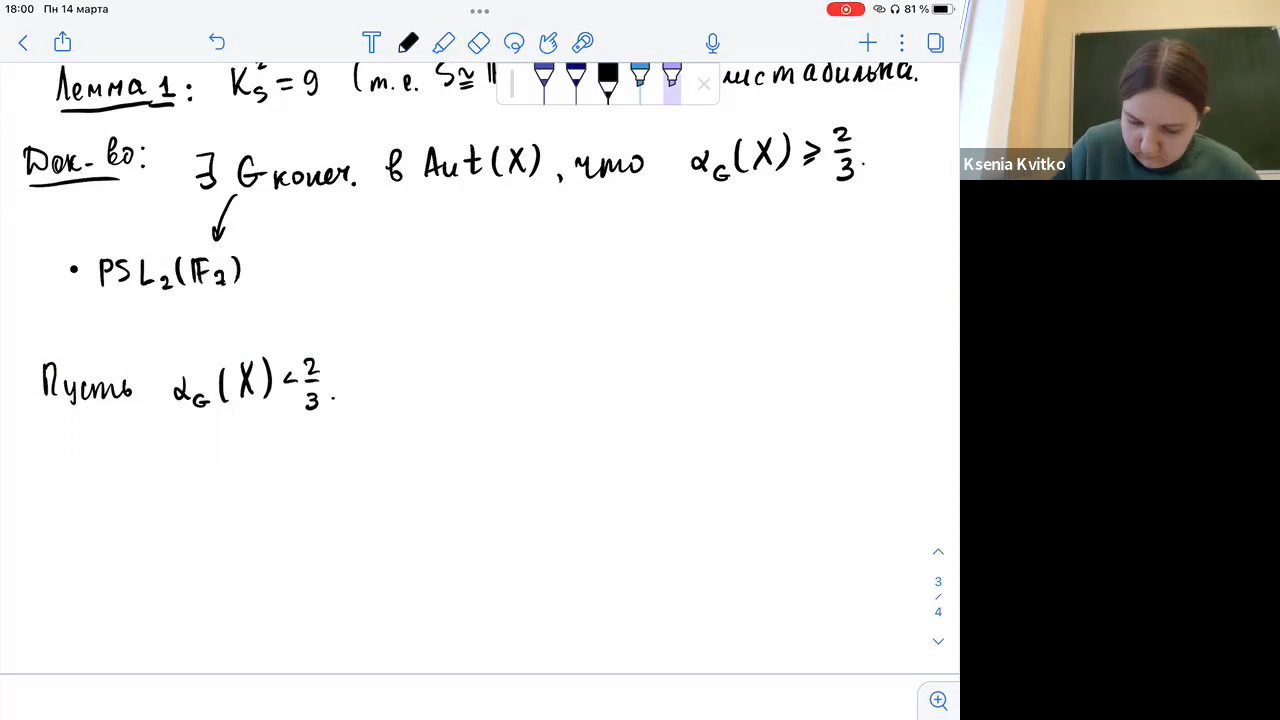 18:00 Пн 14 марта
81 %
Лемма 1: K_S^2 = 9 (т.е. S ≅
Док-во: ∃ G конеч. в Aut(X), что α_G(X) ≥ 2/3.
• PSL_2(F_7)
Пусть α_G(X) < 2/3.
3
/
4
Ksenia Kvitko